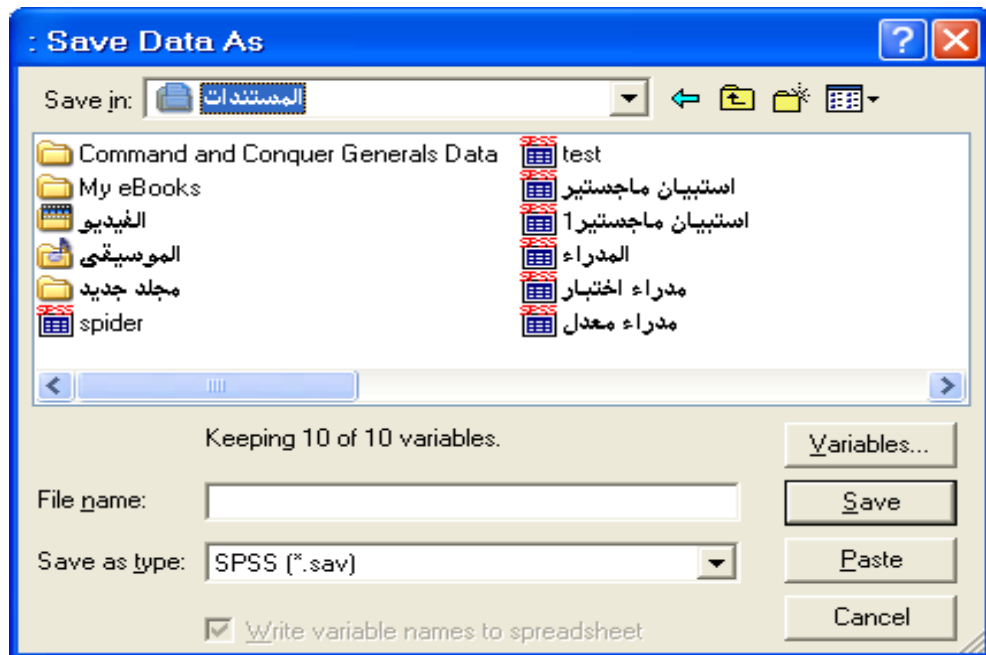 : Save Data As
Save in: المستندات
Command and Conquer Generals Data
My eBooks
الفيديو
الموسيقى
مجلد جديد
spider
test
استبيان ماجستير
استبيان ماجستير1
المدراء
مدراء اختبار
مدراء معدل
Keeping 10 of 10 variables.
Variables...
File name:
Save
Save as type: SPSS (*.sav)
Paste
Write variable names to spreadsheet
Cancel